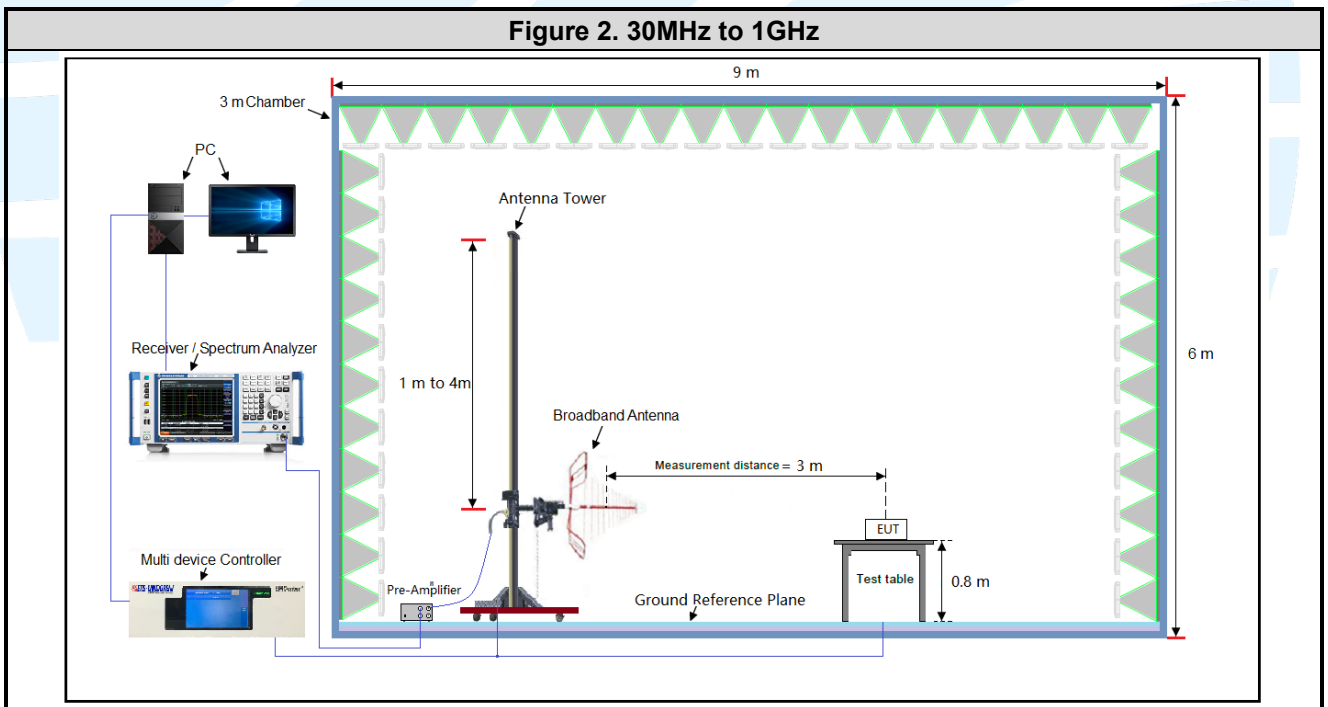 Figure 2. 30MHz to 1GHz
9 m
3 m Chamber
PC
Antenna Tower
Receiver / Spectrum Analyzer
1 m to 4m
6 m
Broadband Antenna
Measurement distance = 3 m
EUT
Multi device Controller
Test table
0.8 m
Pre-Amplifier
Ground Reference Plane